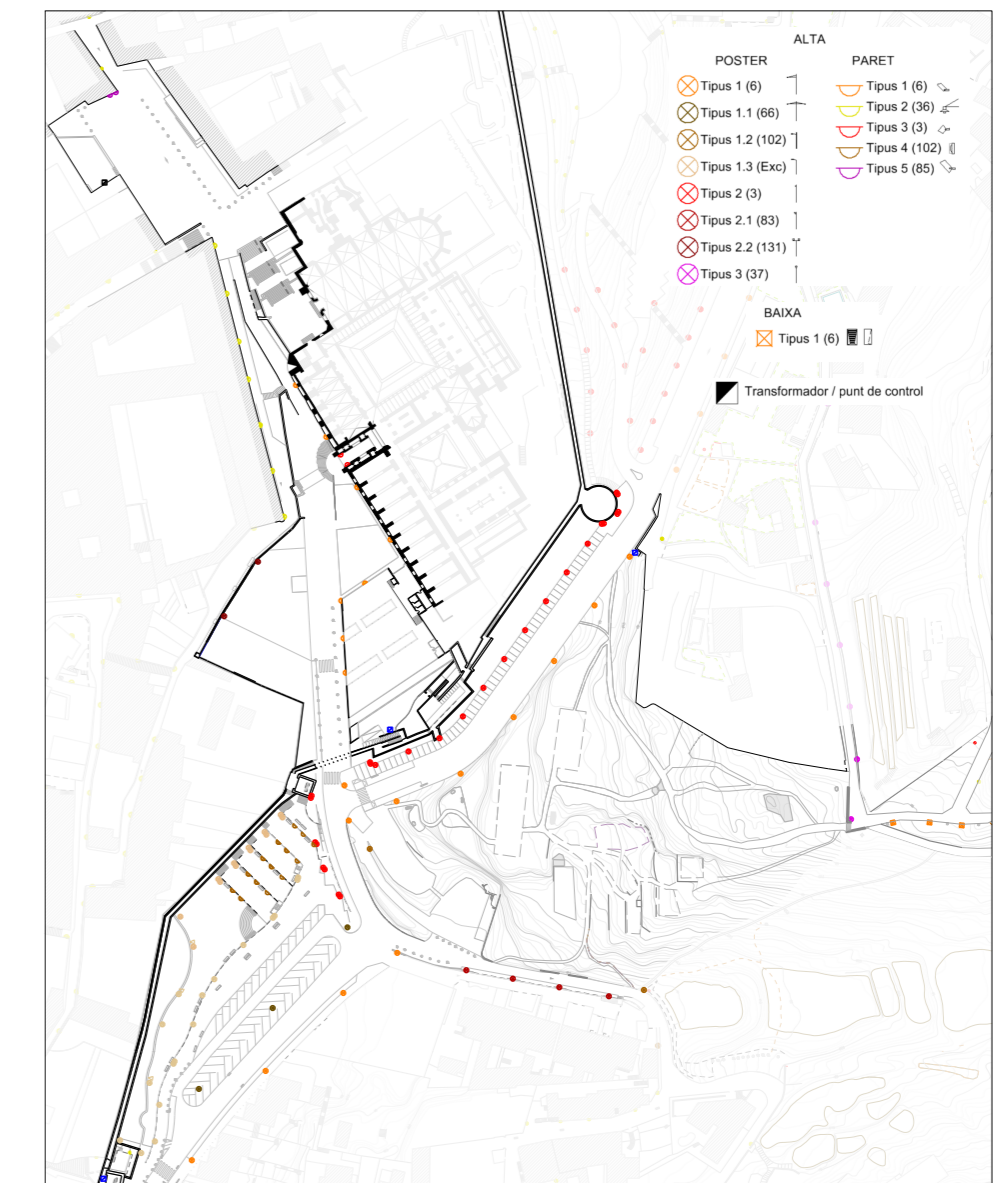 ALTA
POSTER
Tipus 1 (6)
Tipus 1.1 (66)
Tipus 1.2 (102)
Tipus 1.3 (Exc)
Tipus 2 (3)
Tipus 2.1 (83)
Tipus 2.2 (131)
Tipus 3 (37)
PARET
Tipus 1 (6)
Tipus 2 (36)
Tipus 3 (3)
Tipus 4 (102)
Tipus 5 (85)
BAIXA
Tipus 1 (6)
Transformador / punt de control